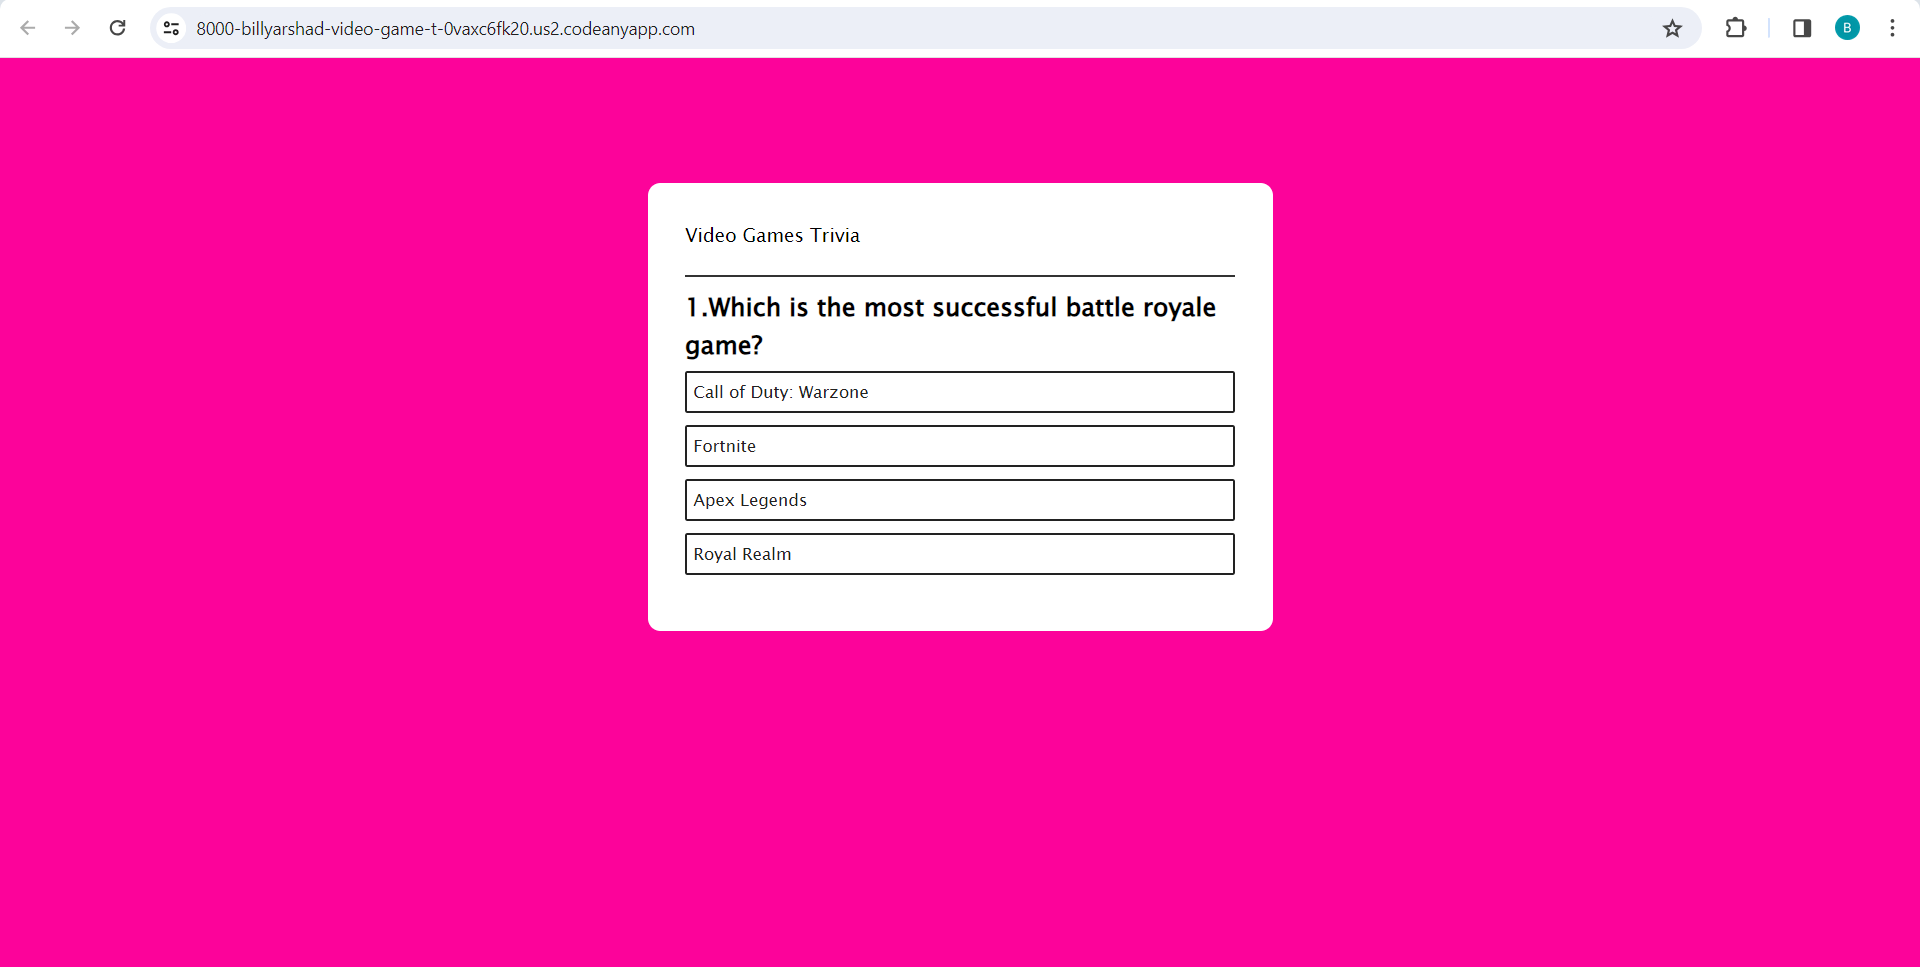 8000-billyarshad-video-game-t-0vaxc6fk20.us2.codeanyapp.com
B
Video Games Trivia
1.Which is the most successful battle royale
game?
Call of Duty: Warzone
Fortnite
Apex Legends
Royal Realm